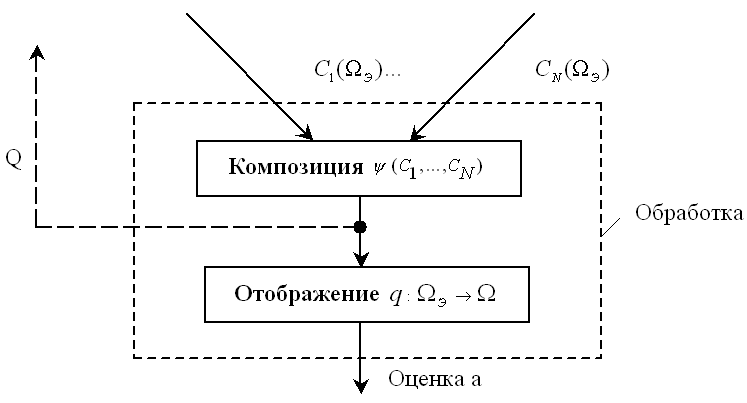 C₁(Ωэ)... C_N(Ωэ)
Q
Композиция ψ (C₁,...,C_N)
Обработка
Отображение q : Ωэ → Ω
Оценка а